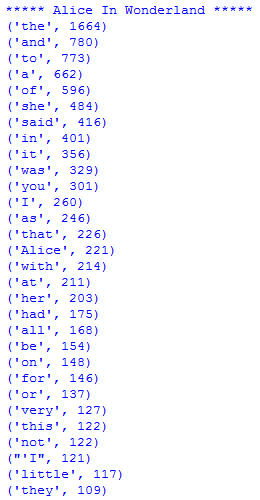 ***** Alice In Wonderland *****
('the', 1664)
('and', 780)
('to', 773)
('a', 662)
('of', 596)
('she', 484)
('said', 416)
('in', 401)
('it', 356)
('was', 329)
('you', 301)
('I', 260)
('as', 246)
('that', 226)
('Alice', 221)
('with', 214)
('at', 211)
('her', 203)
('had', 175)
('all', 168)
('be', 154)
('on', 148)
('for', 146)
('or', 137)
('very', 127)
('this', 122)
('not', 122)
("'I", 121)
('little', 117)
('they', 109)